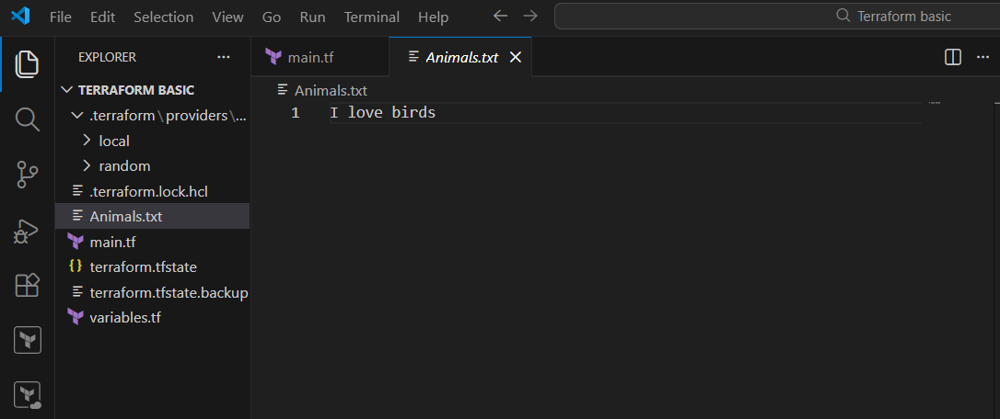 File Edit Selection View Go Run Terminal Help Terraform basic
EXPLORER
TERRAFORM BASIC
.terraform\providers\...
local
random
.terraform.lock.hcl
Animals.txt
main.tf
terraform.tfstate
terraform.tfstate.backup
variables.tf
main.tf Animals.txt
Animals.txt
1 I love birds